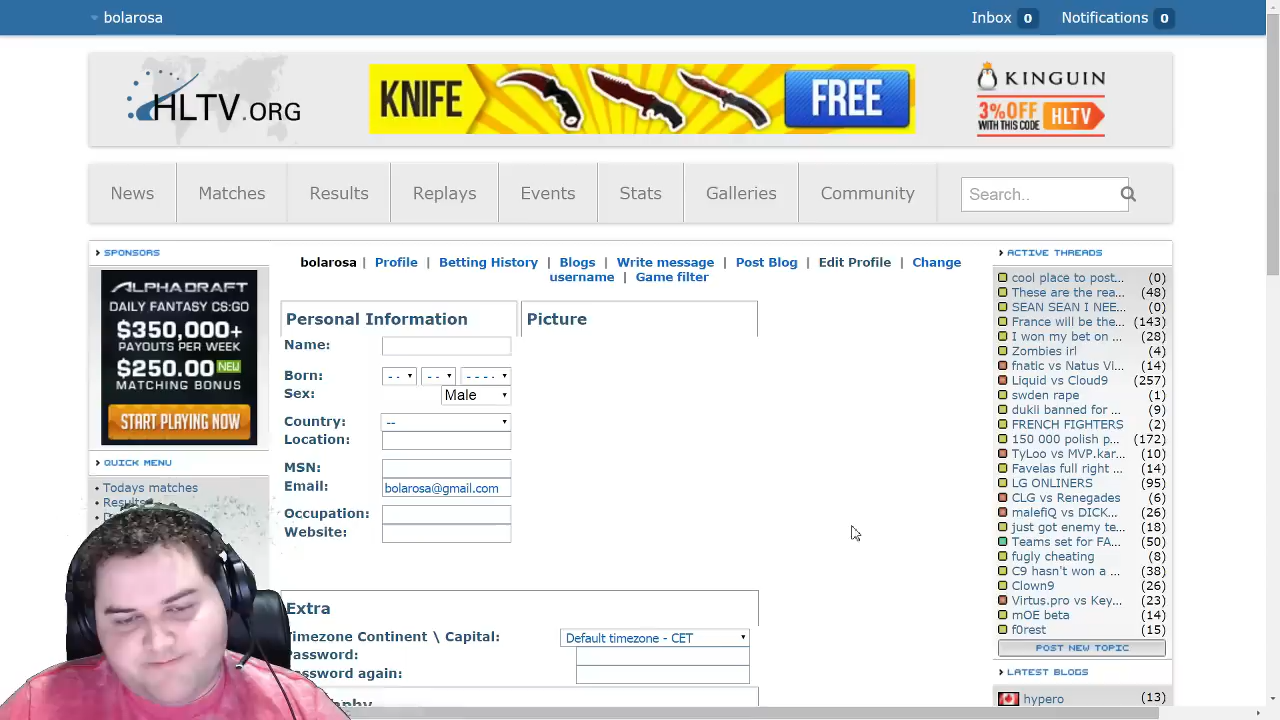 bolarosa
Inbox 0
Notifications 0
HLTV.ORG
KNIFE
FREE
KINGUIN
3%OFF
WITH THIS CODE
HLTV
News
Matches
Results
Replays
Events
Stats
Galleries
Community
Search..
SPONSORS
ALPHADRAFT
DAILY FANTASY CS:GO
$350,000+
PAYOUTS PER WEEK
$250.00 NEW
MATCHING BONUS
START PLAYING NOW
QUICK MENU
Todays matches
Results
bolarosa | Profile | Betting History | Blogs | Write message | Post Blog | Edit Profile | Change
username | Game filter
Personal Information
Picture
Name:
Born: - - - - - - - -
Sex: Male
Country: --
Location:
MSN:
Email: bolarosa@gmail.com
Occupation:
Website:
Extra
Timezone Continent \ Capital: Default timezone - CET
Password:
Password again:
ACTIVE THREADS
cool place to post... (0)
These are the rea... (48)
SEAN SEAN I NEE... (0)
France will be the... (143)
I won my bet on ... (28)
Zombies irl (4)
fnatic vs Natus Vi... (14)
Liquid vs Cloud9 (257)
swden rape (1)
dukii banned for ... (9)
FRENCH FIGHTERS (2)
150 000 polish p... (172)
TyLoo vs MVP.kar... (10)
Favelas full right ... (14)
LG ONLINERS (95)
CLG vs Renegades (6)
malefiQ vs DICK... (26)
just got enemy te... (18)
Teams set for FA... (50)
fugly cheating (8)
C9 hasn't won a ... (38)
Clown9 (26)
Virtus.pro vs Key... (23)
mOE beta (14)
f0rest (15)
POST NEW TOPIC
LATEST BLOGS
hypero (13)